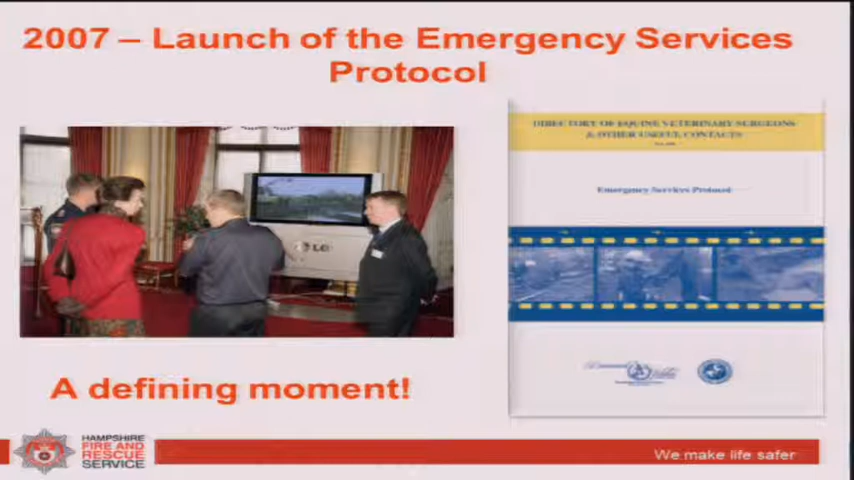 2007 – Launch of the Emergency Services
Protocol
DIRECTORY OF EQUINE VETERINARY SURGEONS
& OTHER USEFUL CONTACTS
Emergency Services Protocol
LG
A defining moment!
HAMPSHIRE
FIRE AND
RESCUE
SERVICE
We make life safer